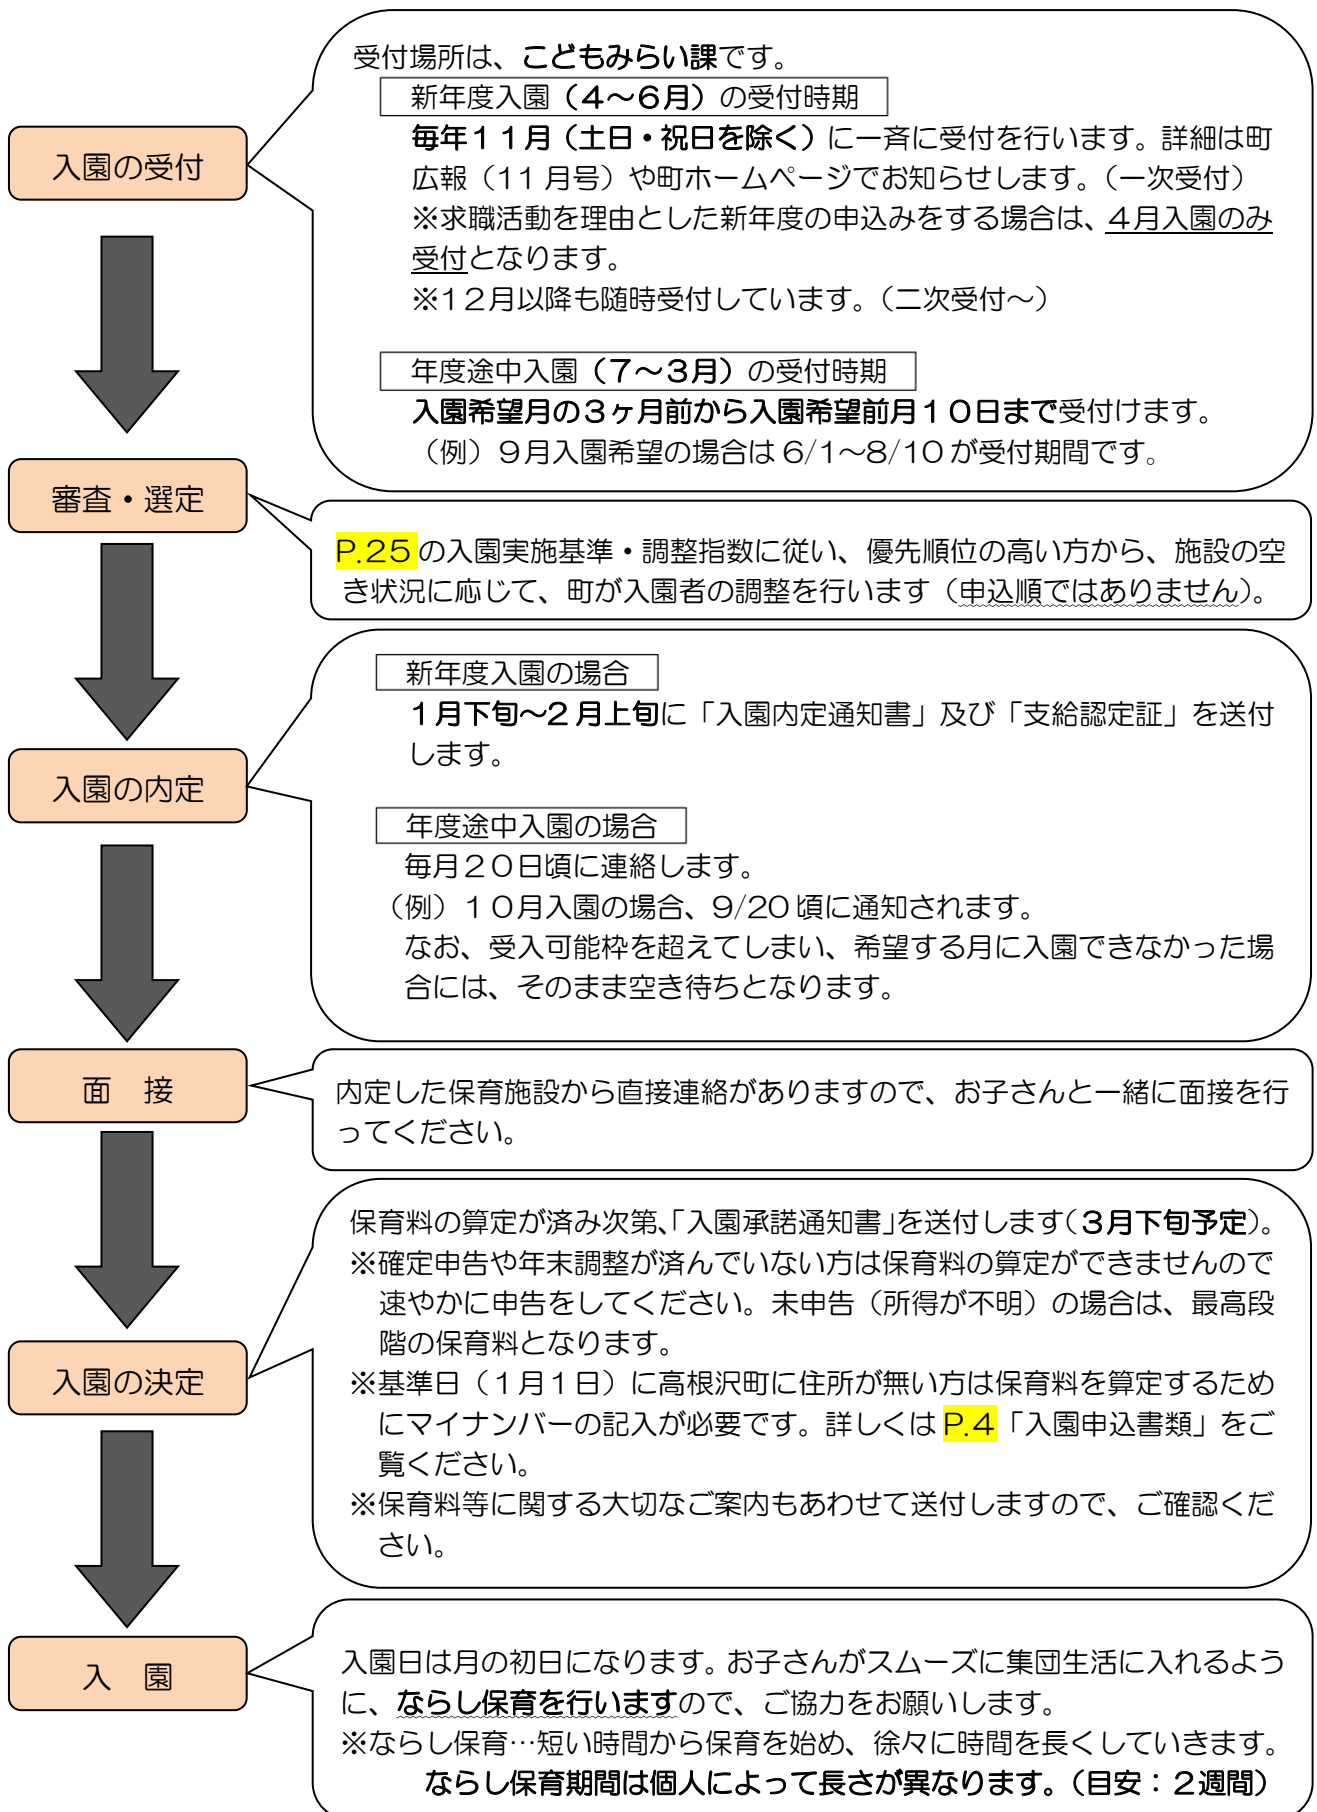 受付場所は、こどもみらい課です。
新年度入園（４～６月）の受付時期
毎年１１月（土日・祝日を除く）に一斉に受付を行います。詳細は町
広報（11月号）や町ホームページでお知らせします。（一次受付）
※求職活動を理由とした新年度の申込みをする場合は、４月入園のみ
受付となります。
※１２月以降も随時受付しています。（二次受付～）
年度途中入園（７～３月）の受付時期
入園希望月の３ヶ月前から入園希望前月１０日まで受付けます。
（例）９月入園希望の場合は 6/1～8/10 が受付期間です。
入園の受付
審査・選定
P.25 の入園実施基準・調整指数に従い、優先順位の高い方から、施設の空
き状況に応じて、町が入園者の調整を行います（申込順ではありません）。
新年度入園の場合
１月下旬～２月上旬に「入園内定通知書」及び「支給認定証」を送付
します。
年度途中入園の場合
毎月２０日頃に連絡します。
（例）１０月入園の場合、9/20 頃に通知されます。
なお、受入可能枠を超えてしまい、希望する月に入園できなかった場
合には、そのまま空き待ちとなります。
入園の内定
面　接
内定した保育施設から直接連絡がありますので、お子さんと一緒に面接を行
ってください。
保育料の算定が済み次第、「入園承諾通知書」を送付します（３月下旬予定）。
※確定申告や年末調整が済んでいない方は保育料の算定ができませんので
速やかに申告をしてください。未申告（所得が不明）の場合は、最高段
階の保育料となります。
※基準日（１月１日）に高根沢町に住所が無い方は保育料を算定するため
にマイナンバーの記入が必要です。詳しくは P.4 「入園申込書類」をご
覧ください。
※保育料等に関する大切なご案内もあわせて送付しますので、ご確認くだ
さい。
入園の決定
入　園
入園日は月の初日になります。お子さんがスムーズに集団生活に入れるよう
に、ならし保育を行いますので、ご協力をお願いします。
※ならし保育…短い時間から保育を始め、徐々に時間を長くしていきます。
ならし保育期間は個人によって長さが異なります。（目安：２週間）